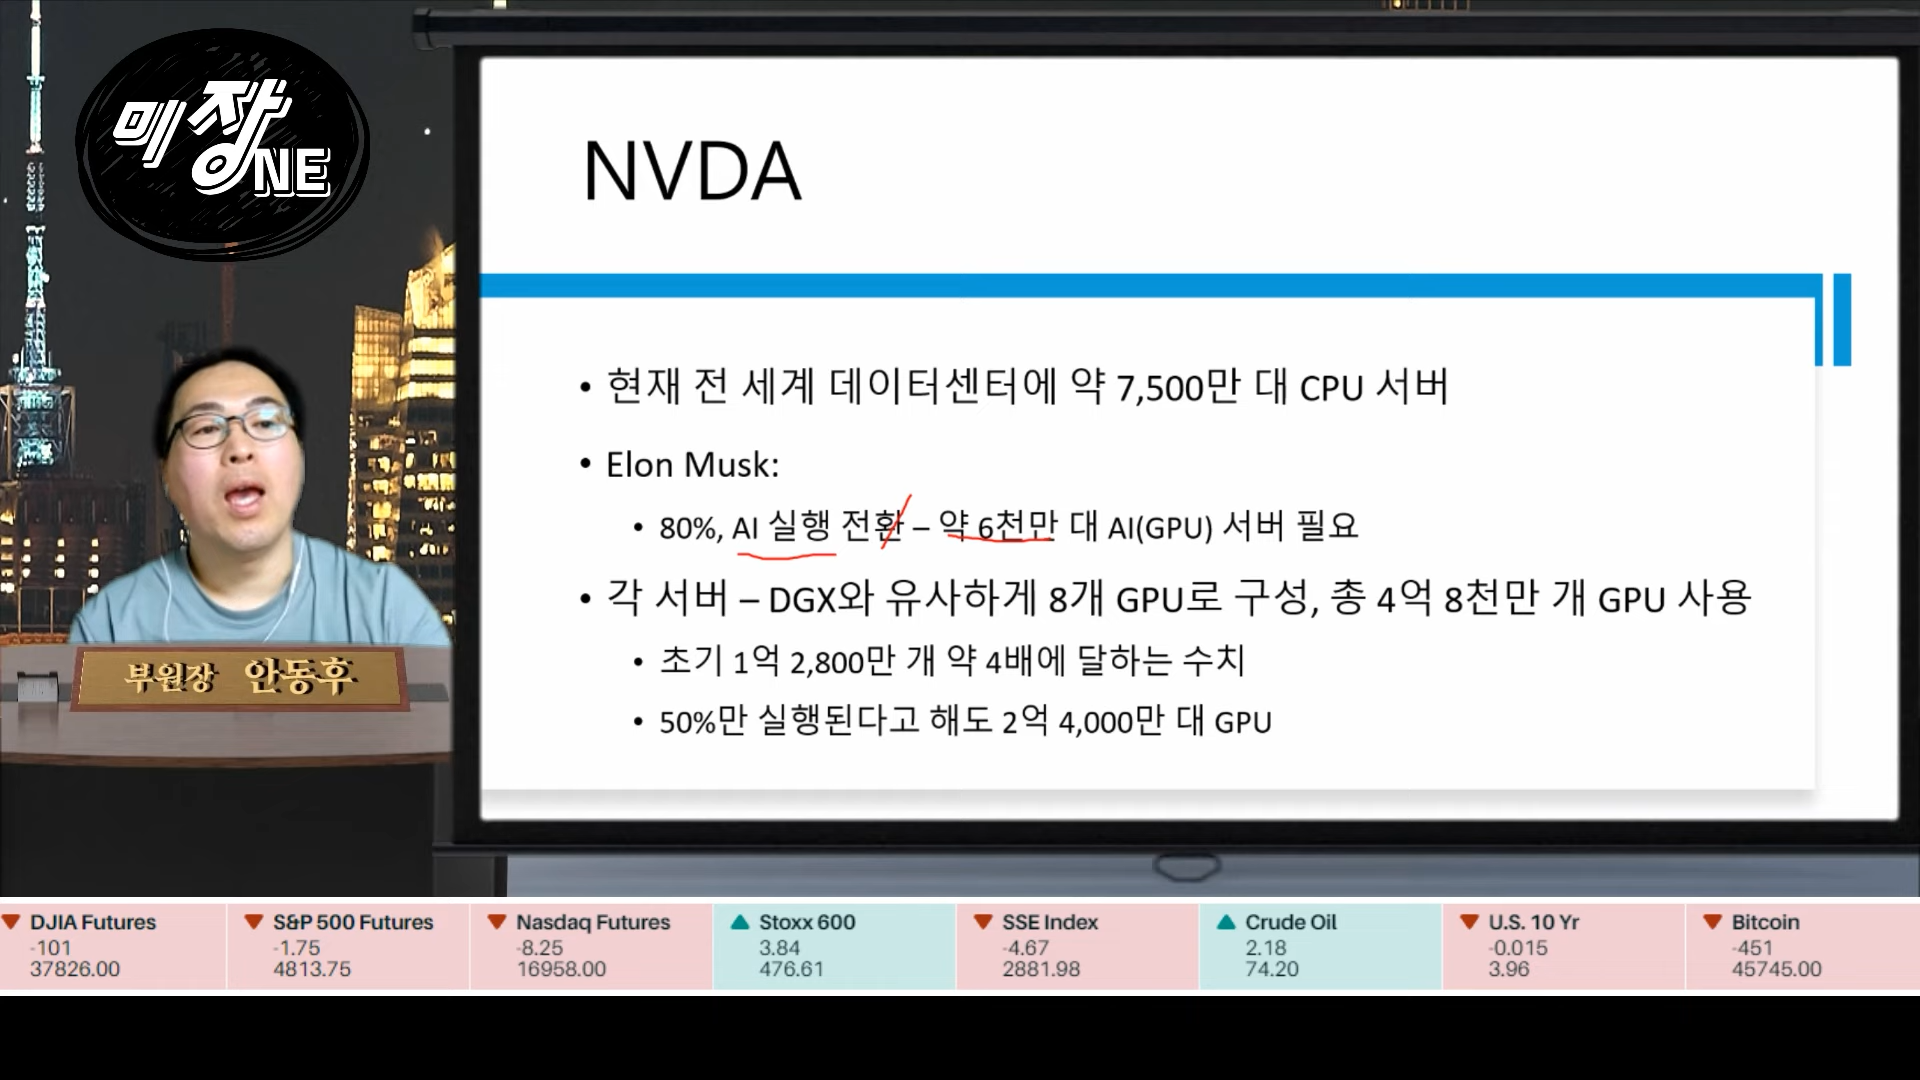 미장
ONE
NVDA
• 현재 전 세계 데이터센터에 약 7,500만 대 CPU 서버
• Elon Musk:
• 80%, AI 실행 전환 – 약 6천만 대 AI(GPU) 서버 필요
• 각 서버 – DGX와 유사하게 8개 GPU로 구성, 총 4억 8천만 개 GPU 사용
• 초기 1억 2,800만 개 약 4배에 달하는 수치
• 50%만 실행된다고 해도 2억 4,000만 대 GPU
부원장 안동후
DJIA Futures
-101
37826.00
S&P 500 Futures
-1.75
4813.75
Nasdaq Futures
-8.25
16958.00
Stoxx 600
3.84
476.61
SSE Index
-4.67
2881.98
Crude Oil
2.18
74.20
U.S. 10 Yr
-0.015
3.96
Bitcoin
-451
45745.00